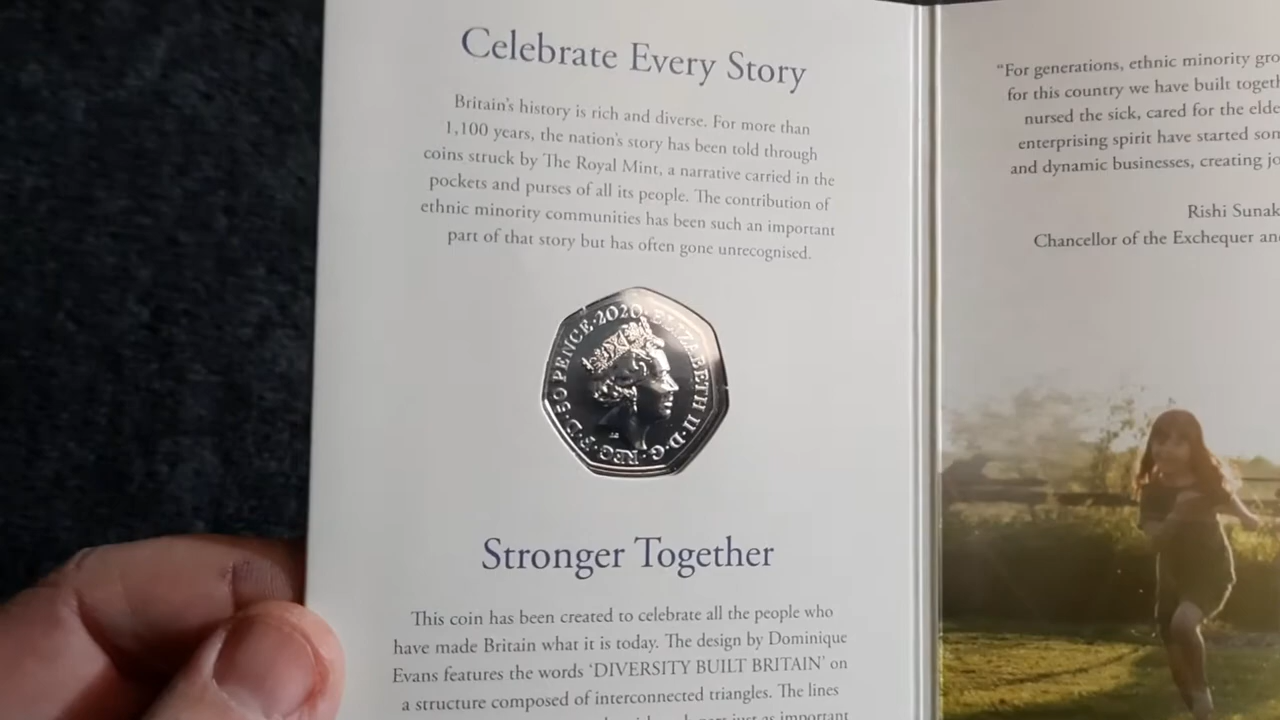 Celebrate Every Story
Britain's history is rich and diverse. For more than
1,100 years, the nation's story has been told through
coins struck by The Royal Mint, a narrative carried in the
pockets and purses of all its people. The contribution of
ethnic minority communities has been such an important
part of that story but has often gone unrecognised.
ELIZABETH II·D·G·REG·F·D·50 PENCE·2020·
Stronger Together
This coin has been created to celebrate all the people who
have made Britain what it is today. The design by Dominique
Evans features the words 'DIVERSITY BUILT BRITAIN' on
a structure composed of interconnected triangles. The lines
just as important
"For generations, ethnic minority gro
for this country we have built togeth
nursed the sick, cared for the elde
enterprising spirit have started som
and dynamic businesses, creating jo
Rishi Sunak
Chancellor of the Exchequer an